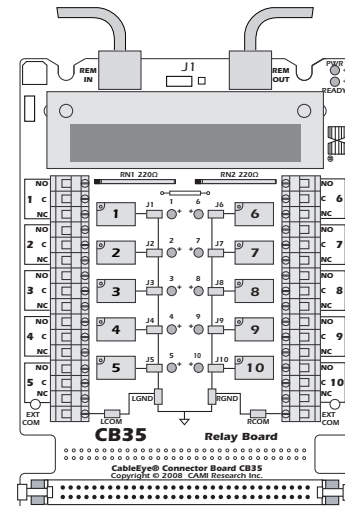 J1
REM IN
REM OUT
PWR
READY
RN1 220Ω
RN2 220Ω
NO
1 C
NC
NO
2 C
NC
NO
3 C
NC
NO
4 C
NC
NO
5 C
NC
EXT COM
1
2
3
4
5
J1
J2
J3
J4
J5
1 6
2 7
3 8
4 9
5 10
J6
J7
J8
J9
J10
6
7
8
9
10
NO
C 6
NC
NO
C 7
NC
NO
C 8
NC
NO
C 9
NC
NO
C 10
NC
EXT COM
LGND
RGND
LCOM
RCOM
CB35 Relay Board
CableEye® Connector Board CB35
Copyright © 2008 CAMI Research Inc.